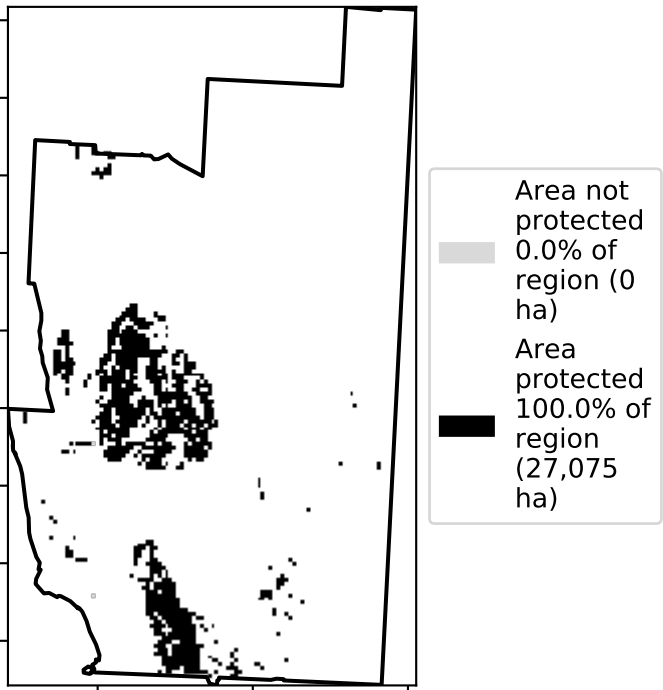 Area not
protected
0.0% of
region (0
ha)
Area
protected
100.0% of
region
(27,075
ha)